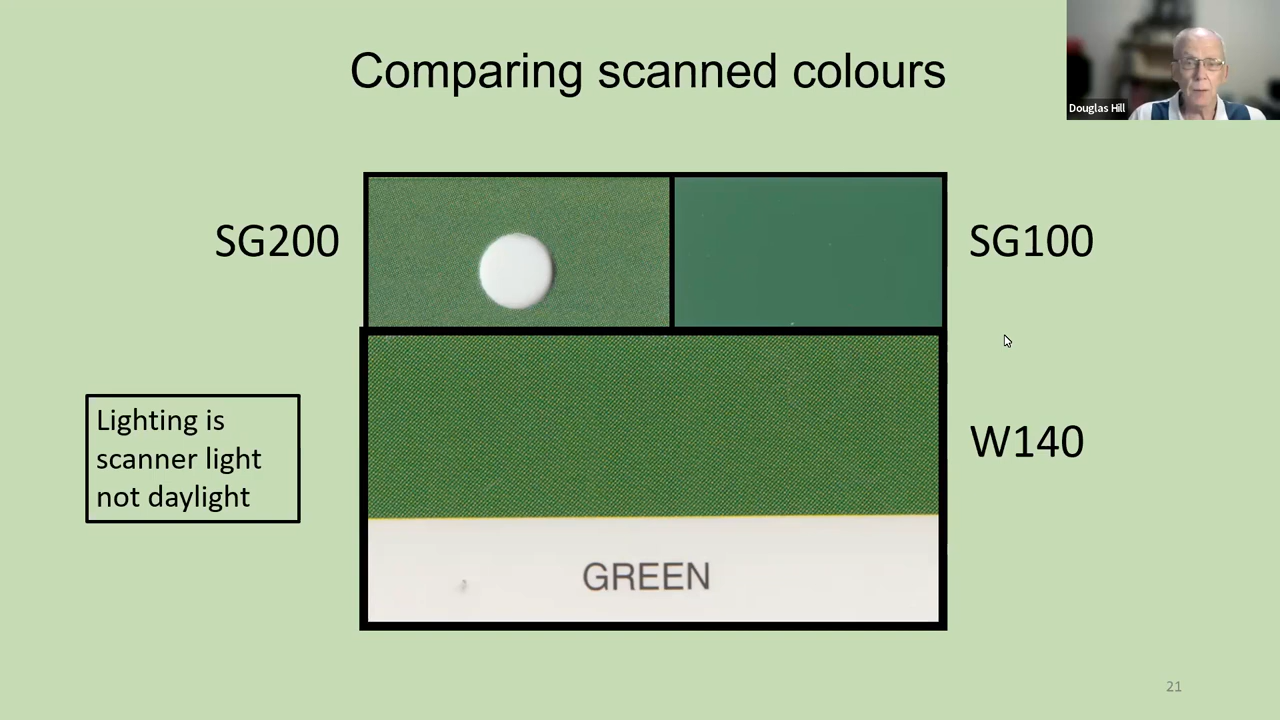 Comparing scanned colours
Douglas Hill
SG200
SG100
Lighting is
scanner light
not daylight
W140
GREEN
21